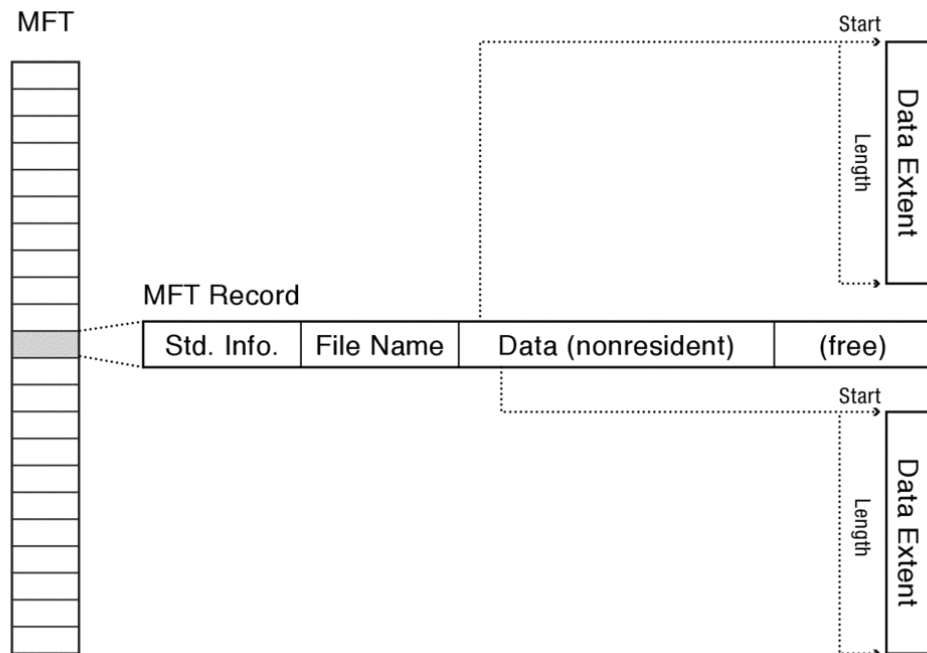 MFT
Start
Data Extent
Length
MFT Record
Std. Info.
File Name
Data (nonresident)
(free)
Start
Data Extent
Length